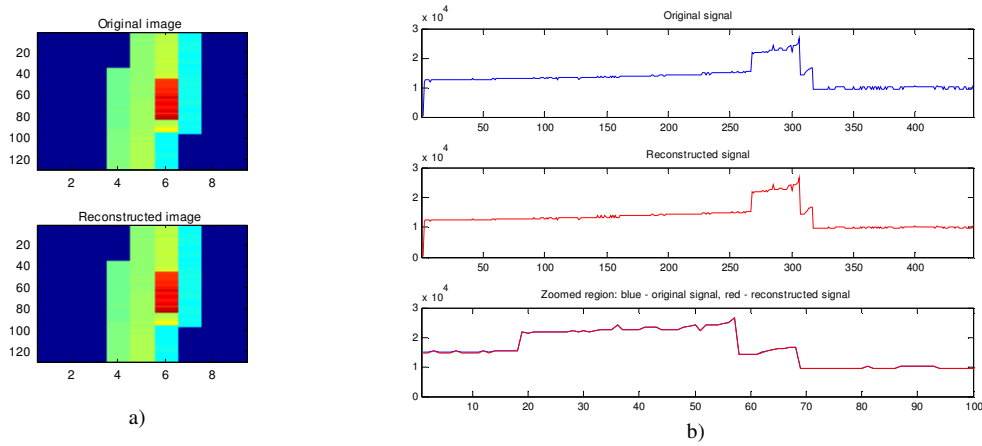 Original image
20
40
60
80
100
120
2 4 6 8
Reconstructed image
20
40
60
80
100
120
2 4 6 8
a)
Original signal
x 10^4
3
2
1
0
50 100 150 200 250 300 350 400
Reconstructed signal
x 10^4
3
2
1
0
50 100 150 200 250 300 350 400
Zoomed region: blue - original signal, red - reconstructed signal
x 10^4
3
2
1
0
10 20 30 40 50 60 70 80 90 100
b)